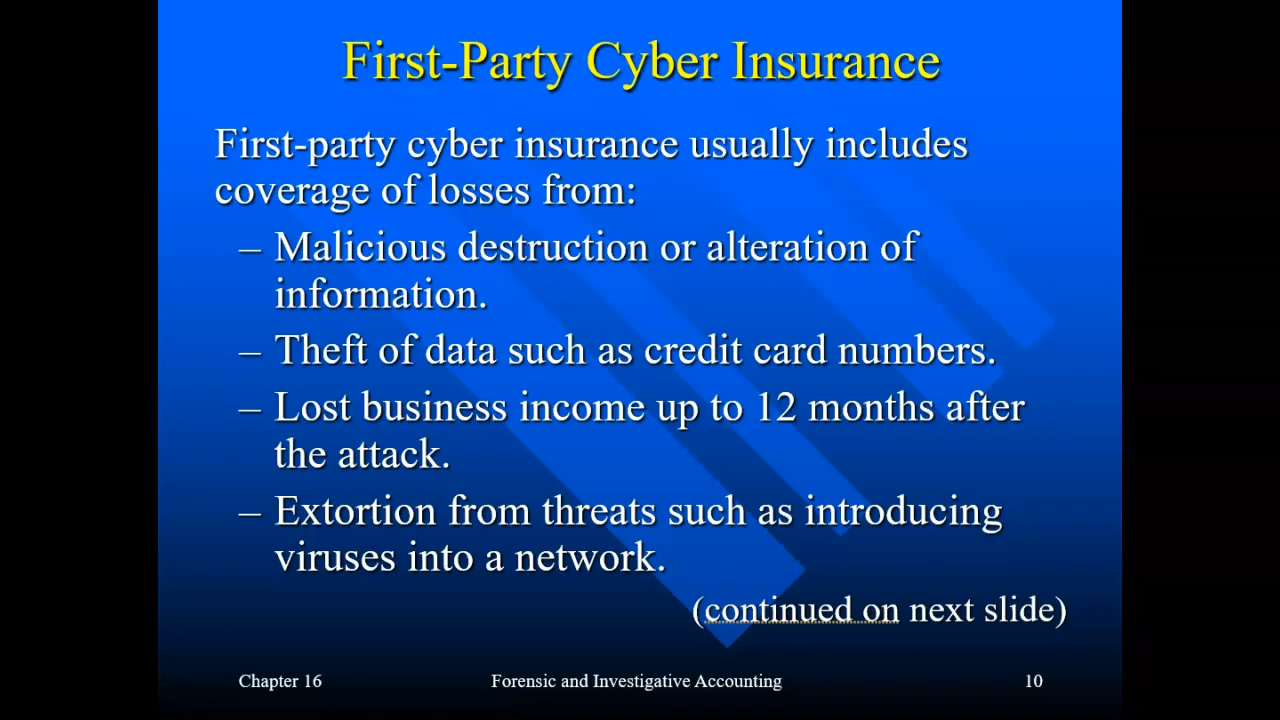 First-Party Cyber Insurance
First-party cyber insurance usually includes
coverage of losses from:
– Malicious destruction or alteration of
information.
– Theft of data such as credit card numbers.
– Lost business income up to 12 months after
the attack.
– Extortion from threats such as introducing
viruses into a network.
(continued on next slide)
Chapter 16
Forensic and Investigative Accounting
10